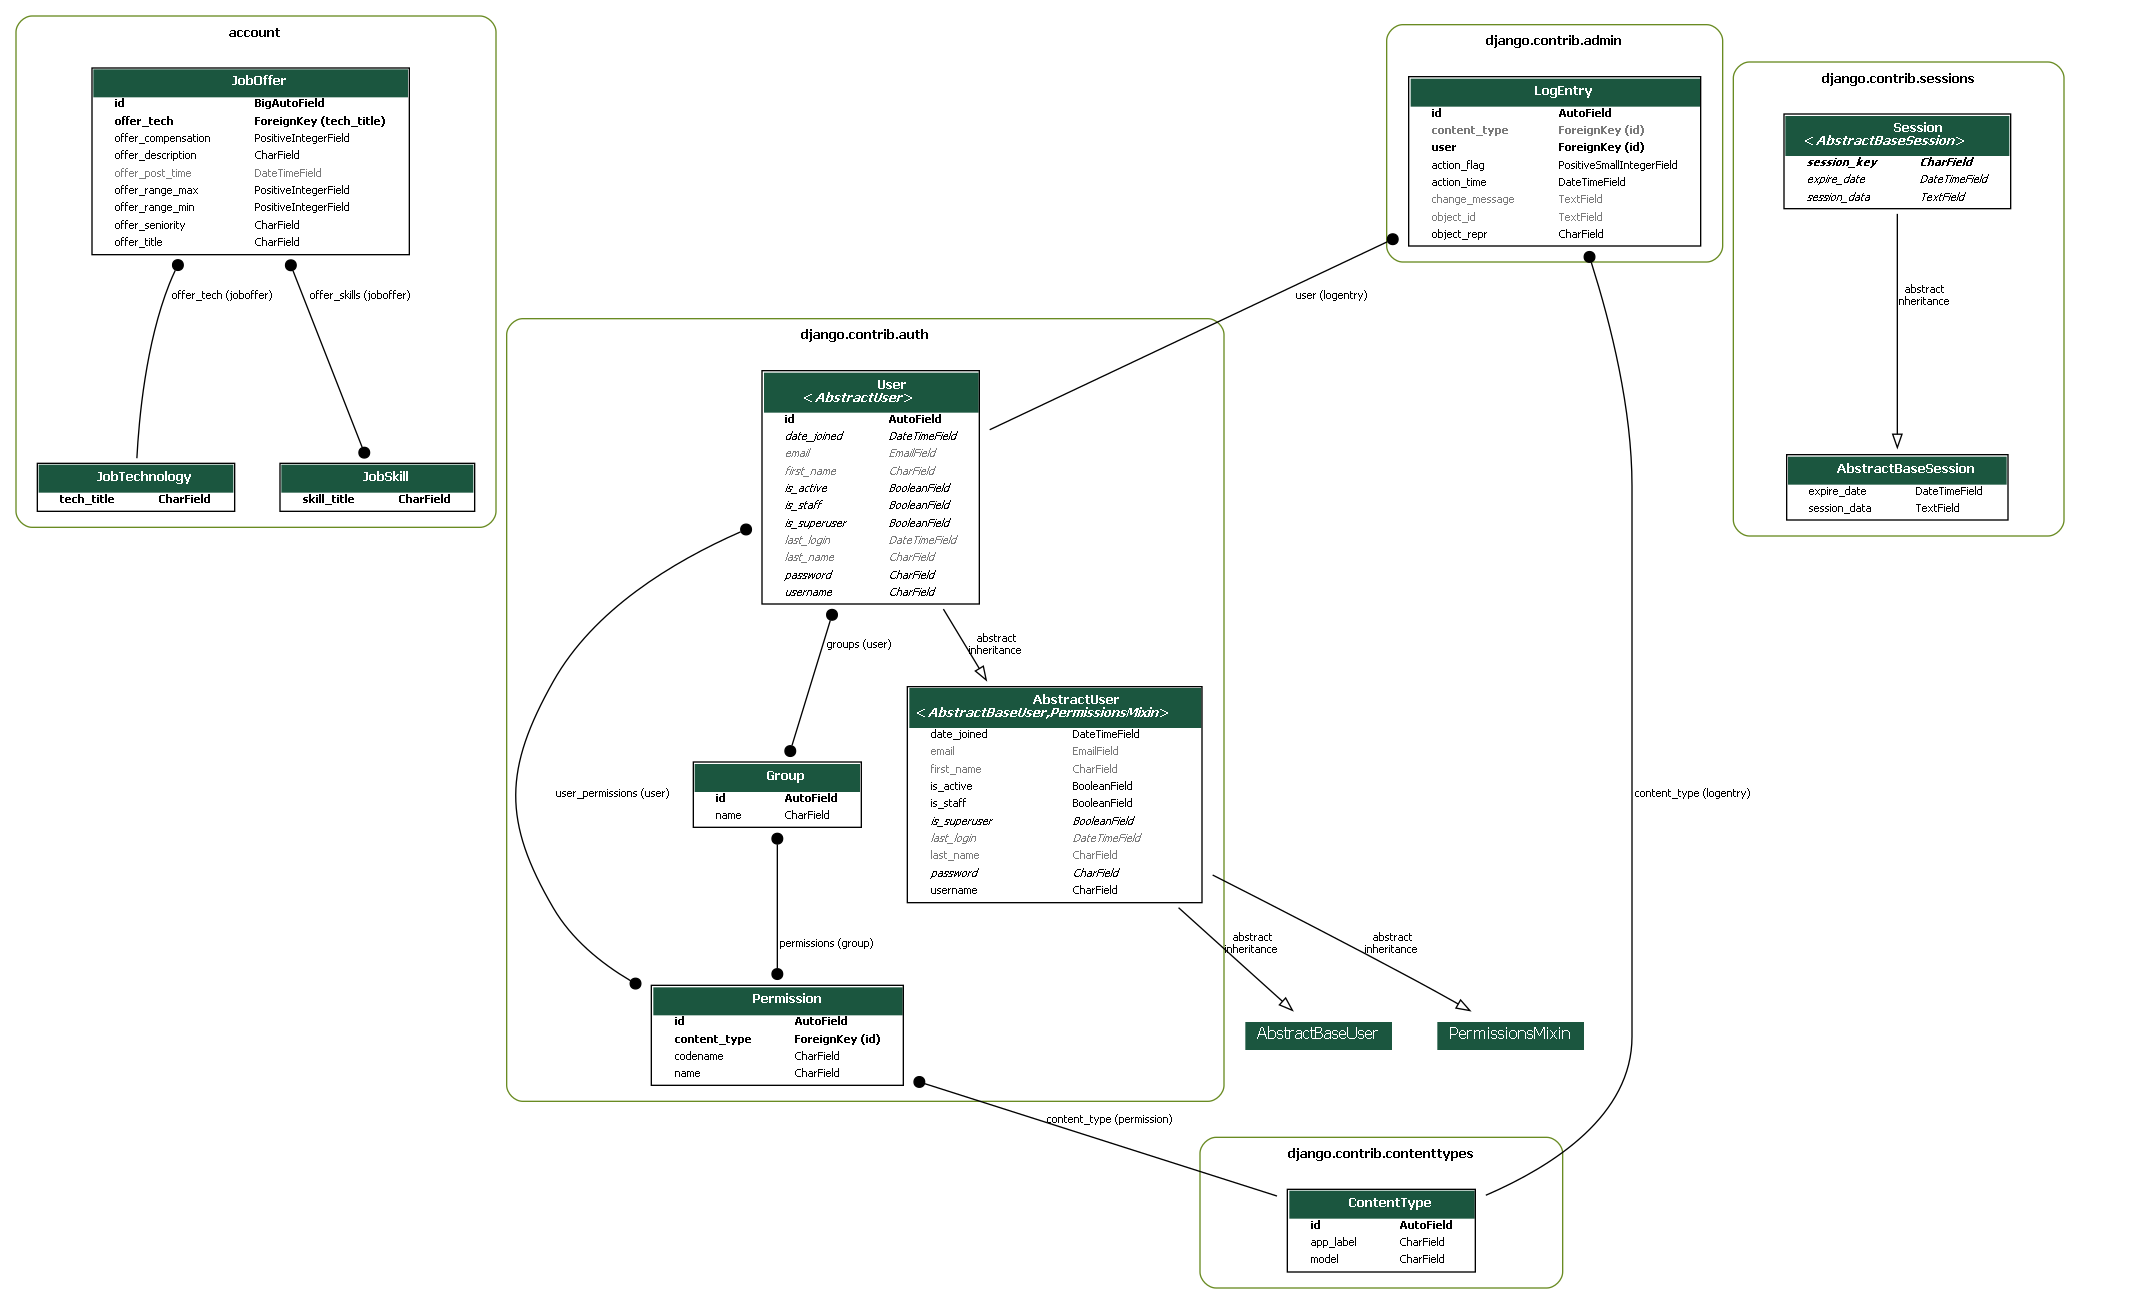 account
JobOffer
id BigAutoField
offer_tech ForeignKey (tech_title)
offer_compensation PositiveIntegerField
offer_description CharField
offer_post_time DateTimeField
offer_range_max PositiveIntegerField
offer_range_min PositiveIntegerField
offer_seniority CharField
offer_title CharField
offer_tech (joboffer)
offer_skills (joboffer)
JobTechnology
tech_title CharField
JobSkill
skill_title CharField
django.contrib.admin
LogEntry
id AutoField
content_type ForeignKey (id)
user ForeignKey (id)
action_flag PositiveSmallIntegerField
action_time DateTimeField
change_message TextField
object_id TextField
object_repr CharField
user (logentry)
django.contrib.sessions
Session
<AbstractBaseSession>
session_key CharField
expire_date DateTimeField
session_data TextField
abstract
inheritance
AbstractBaseSession
expire_date DateTimeField
session_data TextField
django.contrib.auth
User
<AbstractUser>
id AutoField
date_joined DateTimeField
email EmailField
first_name CharField
is_active BooleanField
is_staff BooleanField
is_superuser BooleanField
last_login DateTimeField
last_name CharField
password CharField
username CharField
groups (user)
abstract
inheritance
AbstractUser
<AbstractBaseUser,PermissionsMixin>
date_joined DateTimeField
email EmailField
first_name CharField
is_active BooleanField
is_staff BooleanField
is_superuser BooleanField
last_login DateTimeField
last_name CharField
password CharField
username CharField
Group
id AutoField
name CharField
user_permissions (user)
content_type (logentry)
permissions (group)
abstract
inheritance
abstract
inheritance
Permission
id AutoField
content_type ForeignKey (id)
codename CharField
name CharField
AbstractBaseUser
PermissionsMixin
content_type (permission)
django.contrib.contenttypes
ContentType
id AutoField
app_label CharField
model CharField